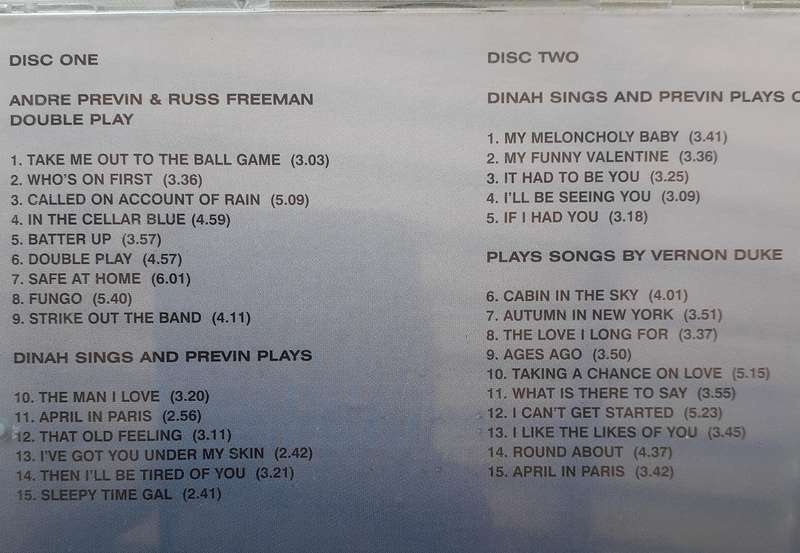 DISC ONE
ANDRE PREVIN & RUSS FREEMAN
DOUBLE PLAY
1. TAKE ME OUT TO THE BALL GAME (3.03)
2. WHO'S ON FIRST (3.36)
3. CALLED ON ACCOUNT OF RAIN (5.09)
4. IN THE CELLAR BLUE (4.59)
5. BATTER UP (3.57)
6. DOUBLE PLAY (4.57)
7. SAFE AT HOME (6.01)
8. FUNGO (5.40)
9. STRIKE OUT THE BAND (4.11)
DINAH SINGS AND PREVIN PLAYS
10. THE MAN I LOVE (3.20)
11. APRIL IN PARIS (2.56)
12. THAT OLD FEELING (3.11)
13. I'VE GOT YOU UNDER MY SKIN (2.42)
14. THEN I'LL BE TIRED OF YOU (3.21)
15. SLEEPY TIME GAL (2.41)
DISC TWO
DINAH SINGS AND PREVIN PLAYS
1. MY MELONCHOLY BABY (3.41)
2. MY FUNNY VALENTINE (3.36)
3. IT HAD TO BE YOU (3.25)
4. I'LL BE SEEING YOU (3.09)
5. IF I HAD YOU (3.18)
PLAYS SONGS BY VERNON DUKE
6. CABIN IN THE SKY (4.01)
7. AUTUMN IN NEW YORK (3.51)
8. THE LOVE I LONG FOR (3.37)
9. AGES AGO (3.50)
10. TAKING A CHANCE ON LOVE (5.15)
11. WHAT IS THERE TO SAY (3.55)
12. I CAN'T GET STARTED (5.23)
13. I LIKE THE LIKES OF YOU (3.45)
14. ROUND ABOUT (4.37)
15. APRIL IN PARIS (3.42)